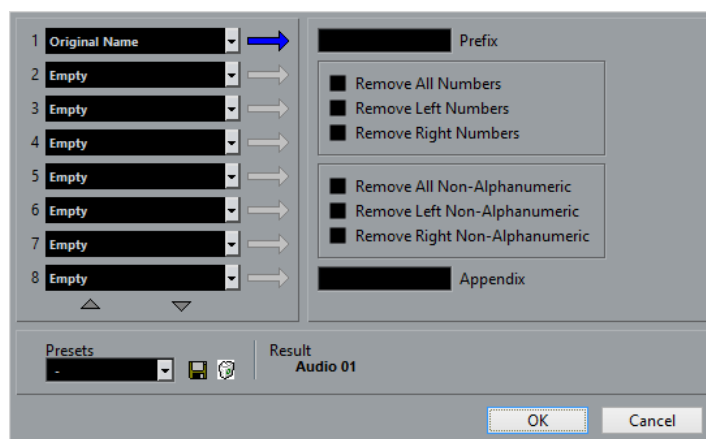 1 Original Name
2 Empty
3 Empty
4 Empty
5 Empty
6 Empty
7 Empty
8 Empty
Prefix
Remove All Numbers
Remove Left Numbers
Remove Right Numbers
Remove All Non-Alphanumeric
Remove Left Non-Alphanumeric
Remove Right Non-Alphanumeric
Appendix
Presets
-
Result
Audio 01
OK
Cancel